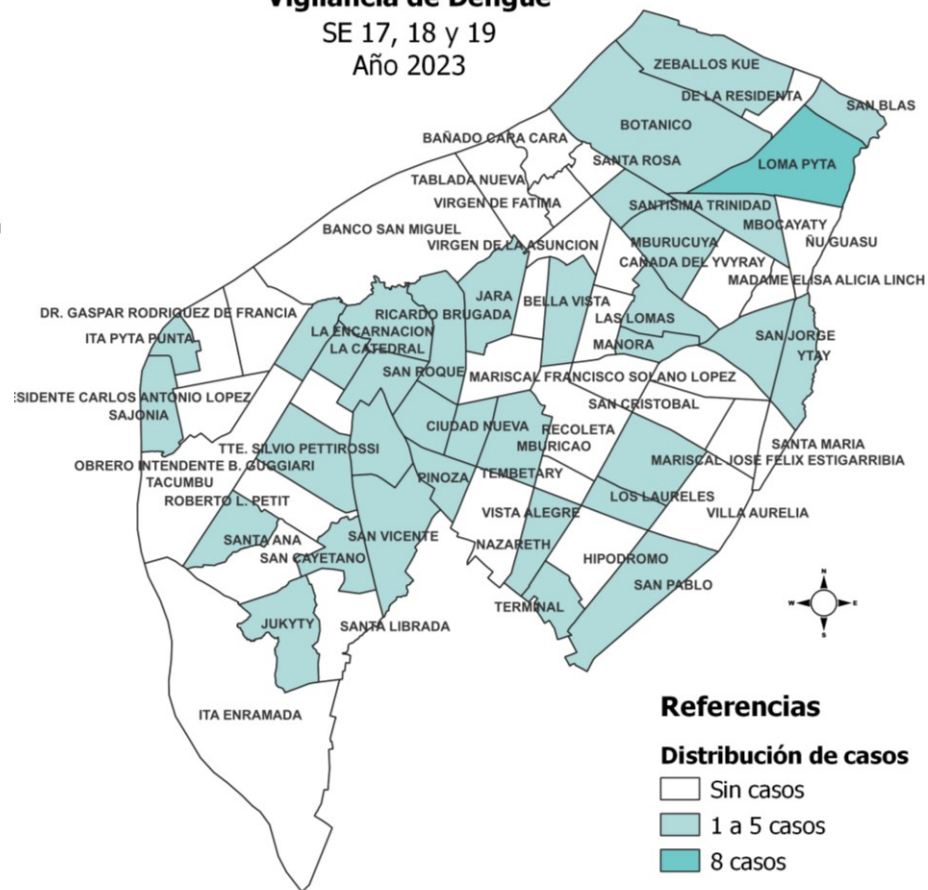 Vigilancia de Dengue
SE 17, 18 y 19
Año 2023
ZEBALLOS KUE
DE LA RESIDENTA
SAN BLAS
BOTANICO
BAÑADO CARA CARA
SANTA ROSA
LOMA PYTA
TABLADA NUEVA
VIRGEN DE FATIMA
SANTISIMA TRINIDAD
MBOCAYATY
BANCO SAN MIGUEL
VIRGEN DE LA ASUNCION
MBURUCUYA
ÑU GUASU
CAÑADA DEL YVYRAY
MADAME ELISA ALICIA LINCH
JARA
BELLA VISTA
DR. GASPAR RODRIGUEZ DE FRANCIA
RICARDO BRUGADA
LAS LOMAS
LA ENCARNACION
ITA PYTA PUNTA
SAN JORGE
MANORA
LA CATEDRAL
YTAY
SAN ROQUE
MARISCAL FRANCISCO SOLANO LOPEZ
SIDENTE CARLOS ANTONIO LOPEZ
SAN CRISTOBAL
SAJONIA
CIUDAD NUEVA
RECOLETA
MBURICAO
SANTA MARIA
TTE. SILVIO PETTIROSSI
MARISCAL JOSE FELIX ESTIGARRIBIA
OBRERO INTENDENTE B. GUGGIARI
TEMBETARY
PINOZA
TACUMBU
ROBERTO L. PETIT
LOS LAURELES
VISTA ALEGRE
VILLA AURELIA
SAN VICENTE
SANTA ANA
NAZARETH
SAN CAYETANO
HIPODROMO
SAN PABLO
TERMINAL
JUKYTY
SANTA LIBRADA
ITA ENRAMADA
N
W E
S
Referencias
Distribución de casos
Sin casos
1 a 5 casos
8 casos